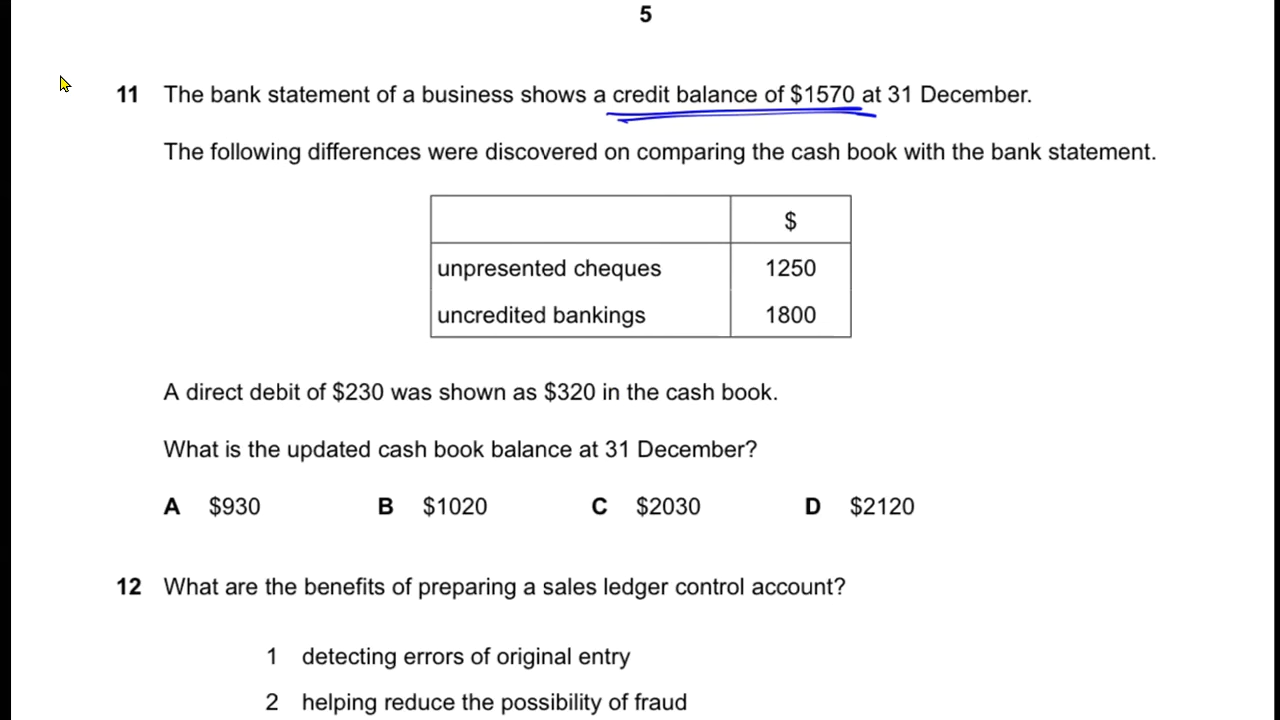 5
11 The bank statement of a business shows a credit balance of $1570 at 31 December.
The following differences were discovered on comparing the cash book with the bank statement.
$
unpresented cheques 1250
uncredited bankings 1800
A direct debit of $230 was shown as $320 in the cash book.
What is the updated cash book balance at 31 December?
A $930 B $1020 C $2030 D $2120
12 What are the benefits of preparing a sales ledger control account?
1 detecting errors of original entry
2 helping reduce the possibility of fraud